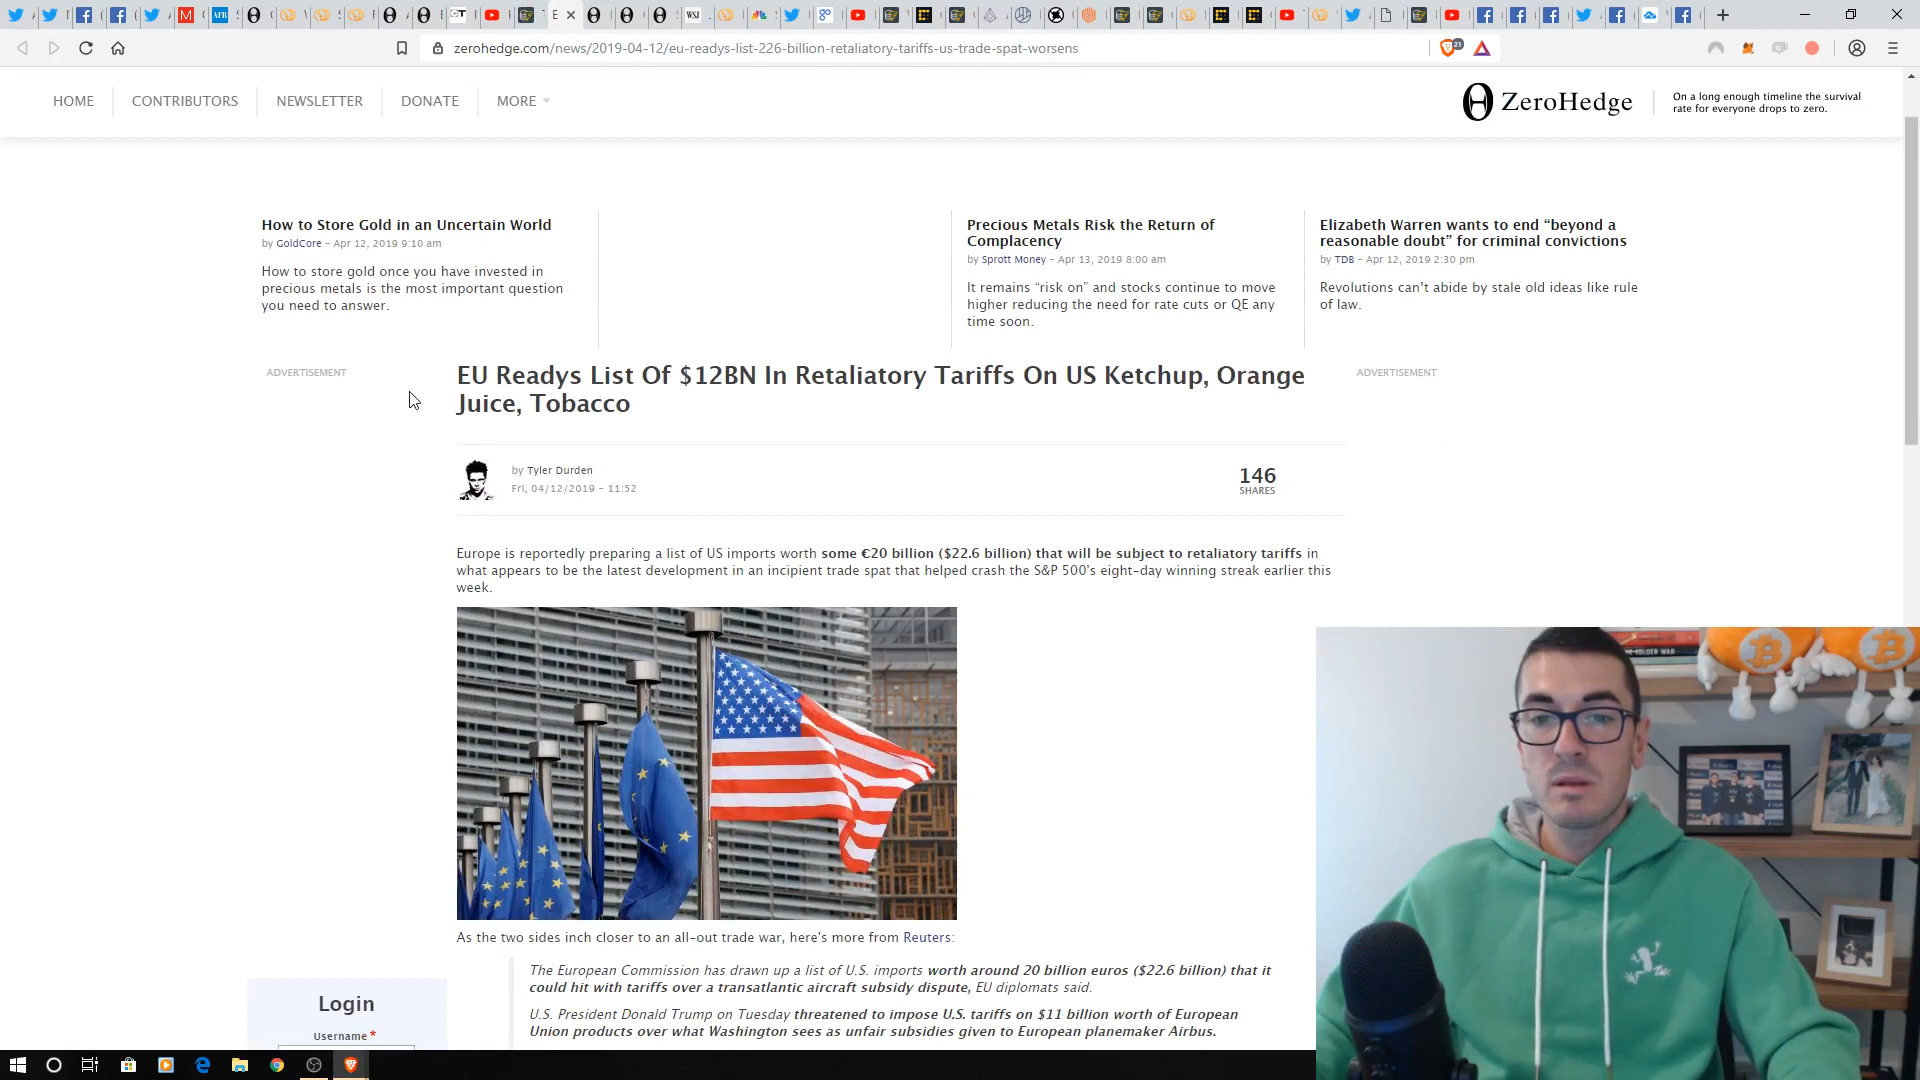 zerohedge.com/news/2019-04-12/eu-readys-list-226-billion-retaliatory-tariffs-us-trade-spat-worsens
21
HOME
CONTRIBUTORS
NEWSLETTER
DONATE
MORE
ZeroHedge
On a long enough timeline the survival
rate for everyone drops to zero.
How to Store Gold in an Uncertain World
by GoldCore – Apr 12, 2019 9:10 am
How to store gold once you have invested in
precious metals is the most important question
you need to answer.
Precious Metals Risk the Return of
Complacency
by Sprott Money – Apr 13, 2019 8:00 am
It remains “risk on” and stocks continue to move
higher reducing the need for rate cuts or QE any
time soon.
Elizabeth Warren wants to end “beyond a
reasonable doubt” for criminal convictions
by TDB – Apr 12, 2019 2:30 pm
Revolutions can’t abide by stale old ideas like rule
of law.
ADVERTISEMENT
EU Readys List Of $12BN In Retaliatory Tariffs On US Ketchup, Orange
Juice, Tobacco
ADVERTISEMENT
by Tyler Durden
Fri, 04/12/2019 – 11:52
146
SHARES
Europe is reportedly preparing a list of US imports worth some €20 billion ($22.6 billion) that will be subject to retaliatory tariffs in
what appears to be the latest development in an incipient trade spat that helped crash the S&P 500's eight-day winning streak earlier this
week.
As the two sides inch closer to an all-out trade war, here's more from Reuters:
The European Commission has drawn up a list of U.S. imports worth around 20 billion euros ($22.6 billion) that it
could hit with tariffs over a transatlantic aircraft subsidy dispute, EU diplomats said.
U.S. President Donald Trump on Tuesday threatened to impose U.S. tariffs on $11 billion worth of European
Union products over what Washington sees as unfair subsidies given to European planemaker Airbus.
Login
Username *